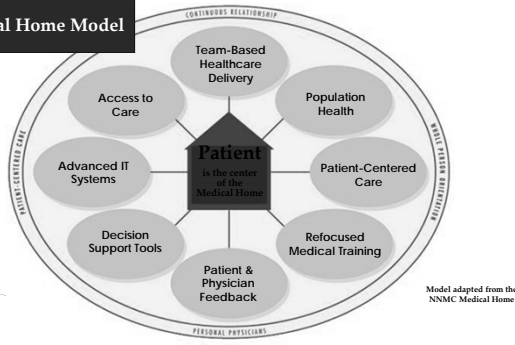 al Home Model
CONTINUOUS RELATIONSHIP
Team-Based
Healthcare
Delivery
Access to
Care
Population
Health
Patient
is the center
of the
Medical Home
Advanced IT
Systems
Patient-Centered
Care
PATIENT-CENTERED CARE
WHOLE PERSON ORIENTATION
Decision
Support Tools
Refocused
Medical Training
Patient &
Physician
Feedback
PERSONAL PHYSICIANS
Model adapted from the
NNMC Medical Home